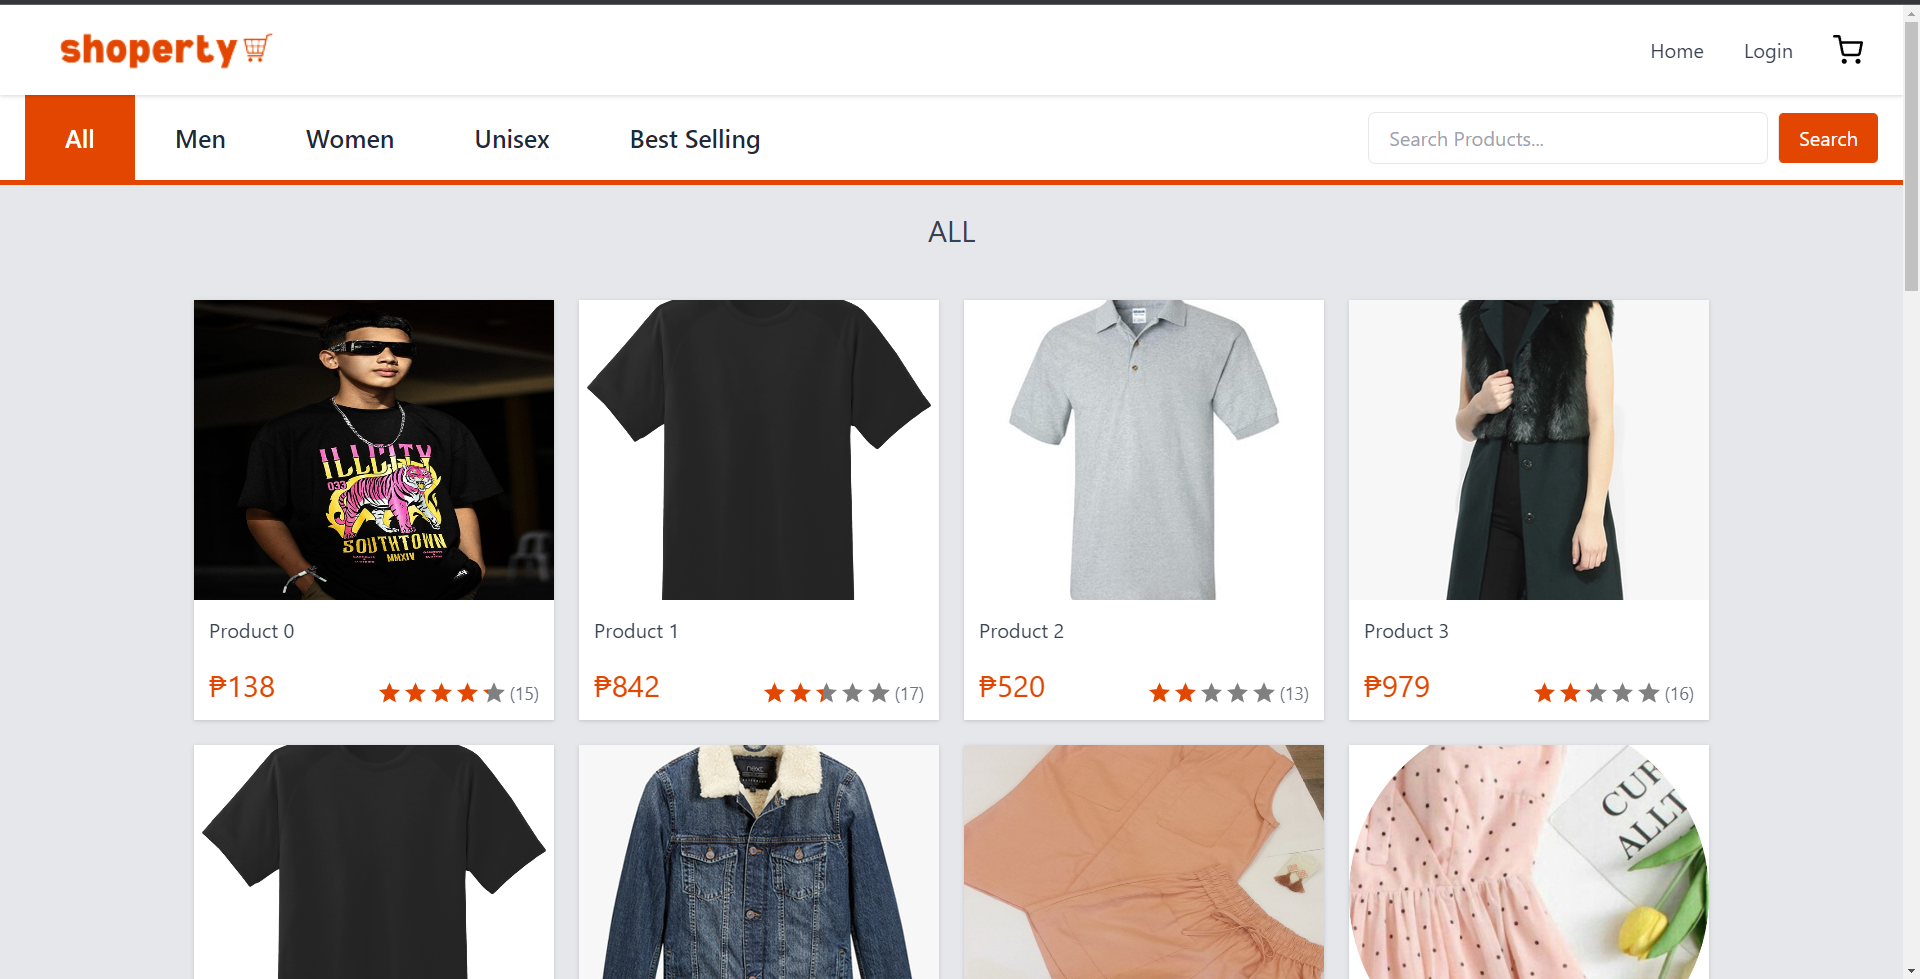 shoperty
Home Login
All Men Women Unisex Best Selling
Search Products... Search
ALL
ILLCITY
033
SOUTHTOWN
MMXIV
Product 0
₱138 (15)
Product 1
₱842 (17)
Product 2
₱520 (13)
Product 3
₱979 (16)
next
CUF
ALLT